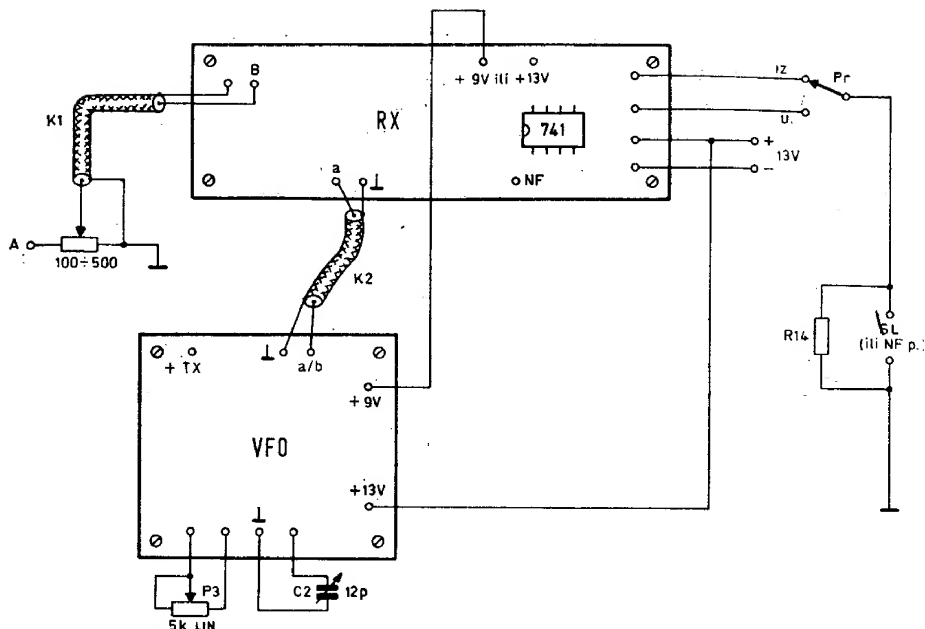 + 9V ili +13V
B
iz
Pr
K1
RX
741
u.
+
13V
−
a
⊥
NF
A
100÷500
K2
R14
SL
(ili NF p.)
+ TX
⊥
a/b
+ 9V
VFO
+13V
⊥
P3
C2
12p
5k LIN